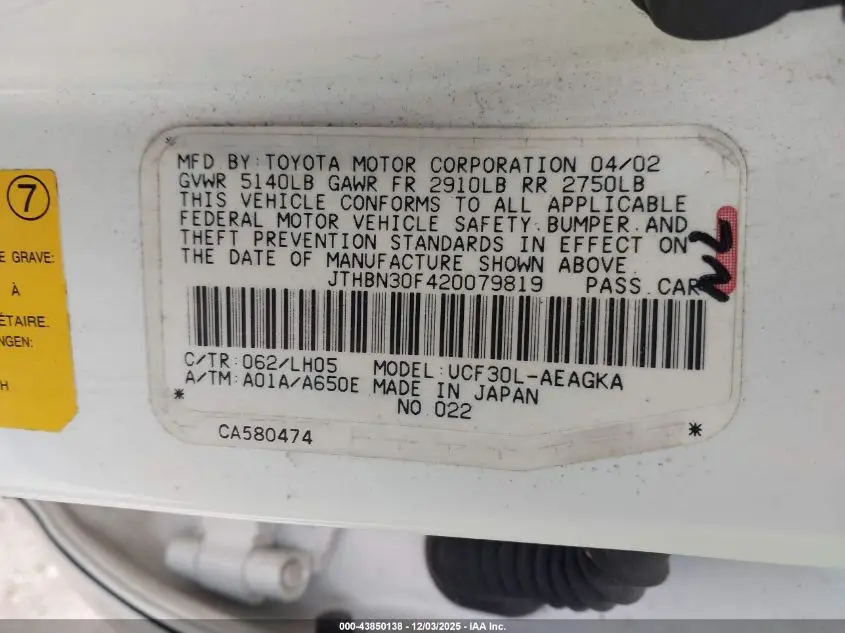 MFD BY: TOYOTA MOTOR CORPORATION 04/02
GVWR 5140LB GAWR FR 2910LB RR 2750LB
THIS VEHICLE CONFORMS TO ALL APPLICABLE
FEDERAL MOTOR VEHICLE SAFETY, BUMPER, AND
THEFT PREVENTION STANDARDS IN EFFECT ON
THE DATE OF MANUFACTURE SHOWN ABOVE.
JTHBN30F420079819 PASS. CAR
NL
C/TR: 062/LH05 MODEL: UCF30L-AEAGKA
A/TM: A01A/A650E MADE IN JAPAN
NO. 022
CA580474
7
E GRAVE:
À
ÉTAIRE.
NGEN:
H
000-43850138 - 12/03/2025 - IAA Inc.